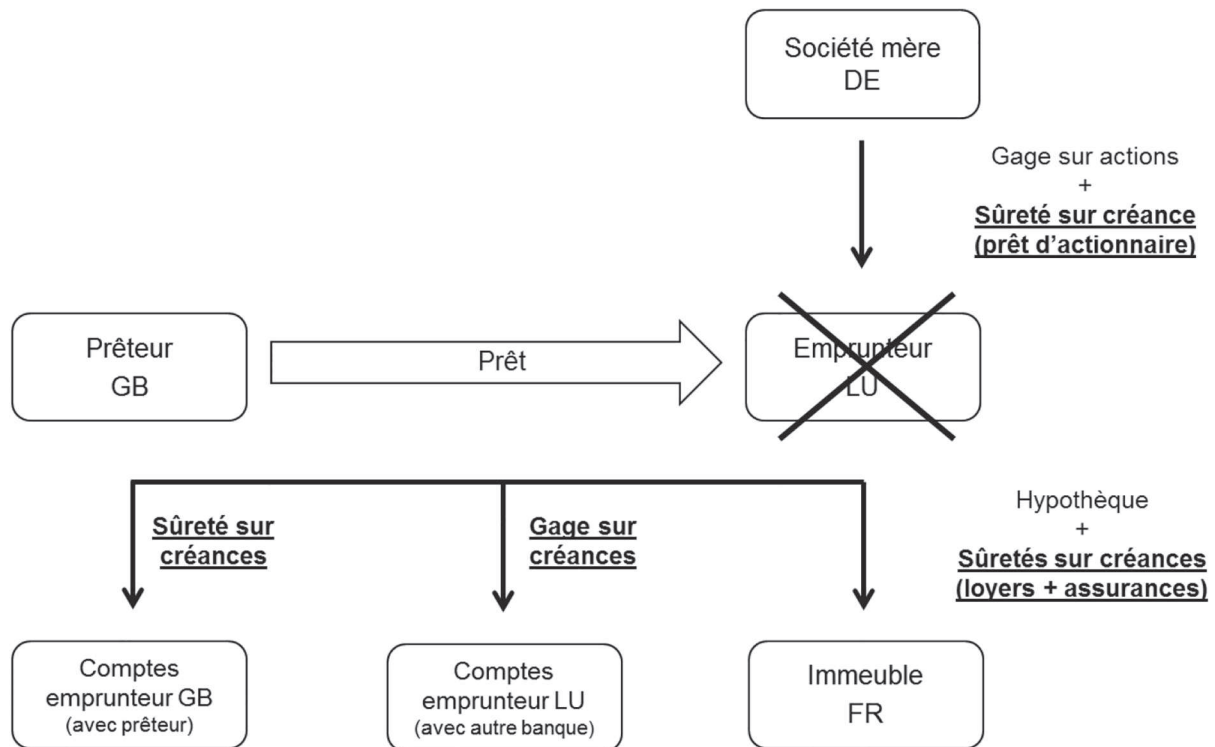 Société mère
DE
Gage sur actions
+
Sûreté sur créance
(prêt d'actionnaire)
Prêteur
GB
Prêt
Emprunteur
LU
Sûreté sur
créances
Gage sur
créances
Hypothèque
+
Sûretés sur créances
(loyers + assurances)
Comptes
emprunteur GB
(avec prêteur)
Comptes
emprunteur LU
(avec autre banque)
Immeuble
FR